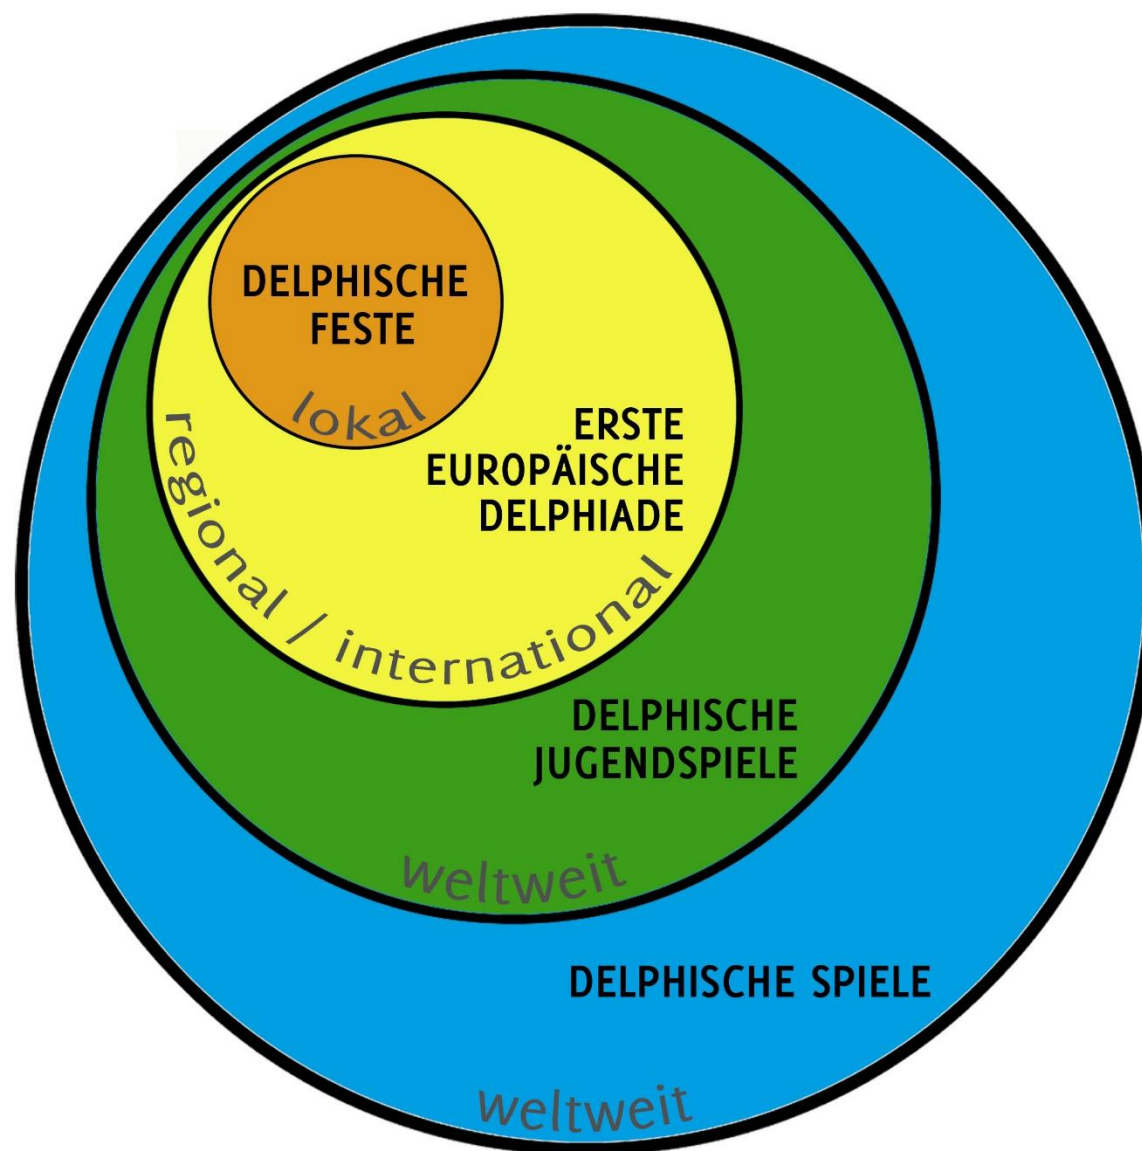 DELPHISCHE
FESTE
lokal
ERSTE
EUROPÄISCHE
DELPHIADE
regional / international
DELPHISCHE
JUGENDSPIELE
weltweit
DELPHISCHE SPIELE
weltweit